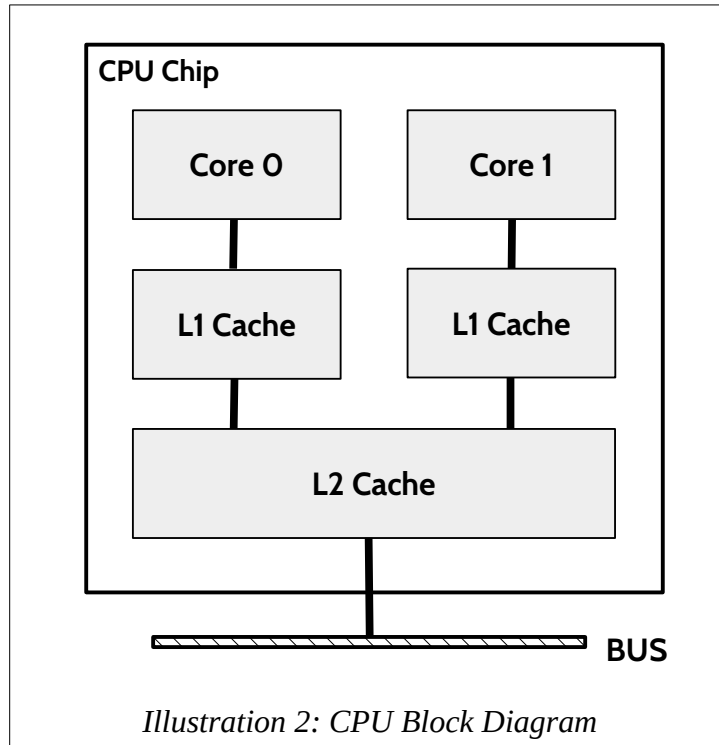 CPU Chip
Core 0
Core 1
L1 Cache
L1 Cache
L2 Cache
BUS
Illustration 2: CPU Block Diagram